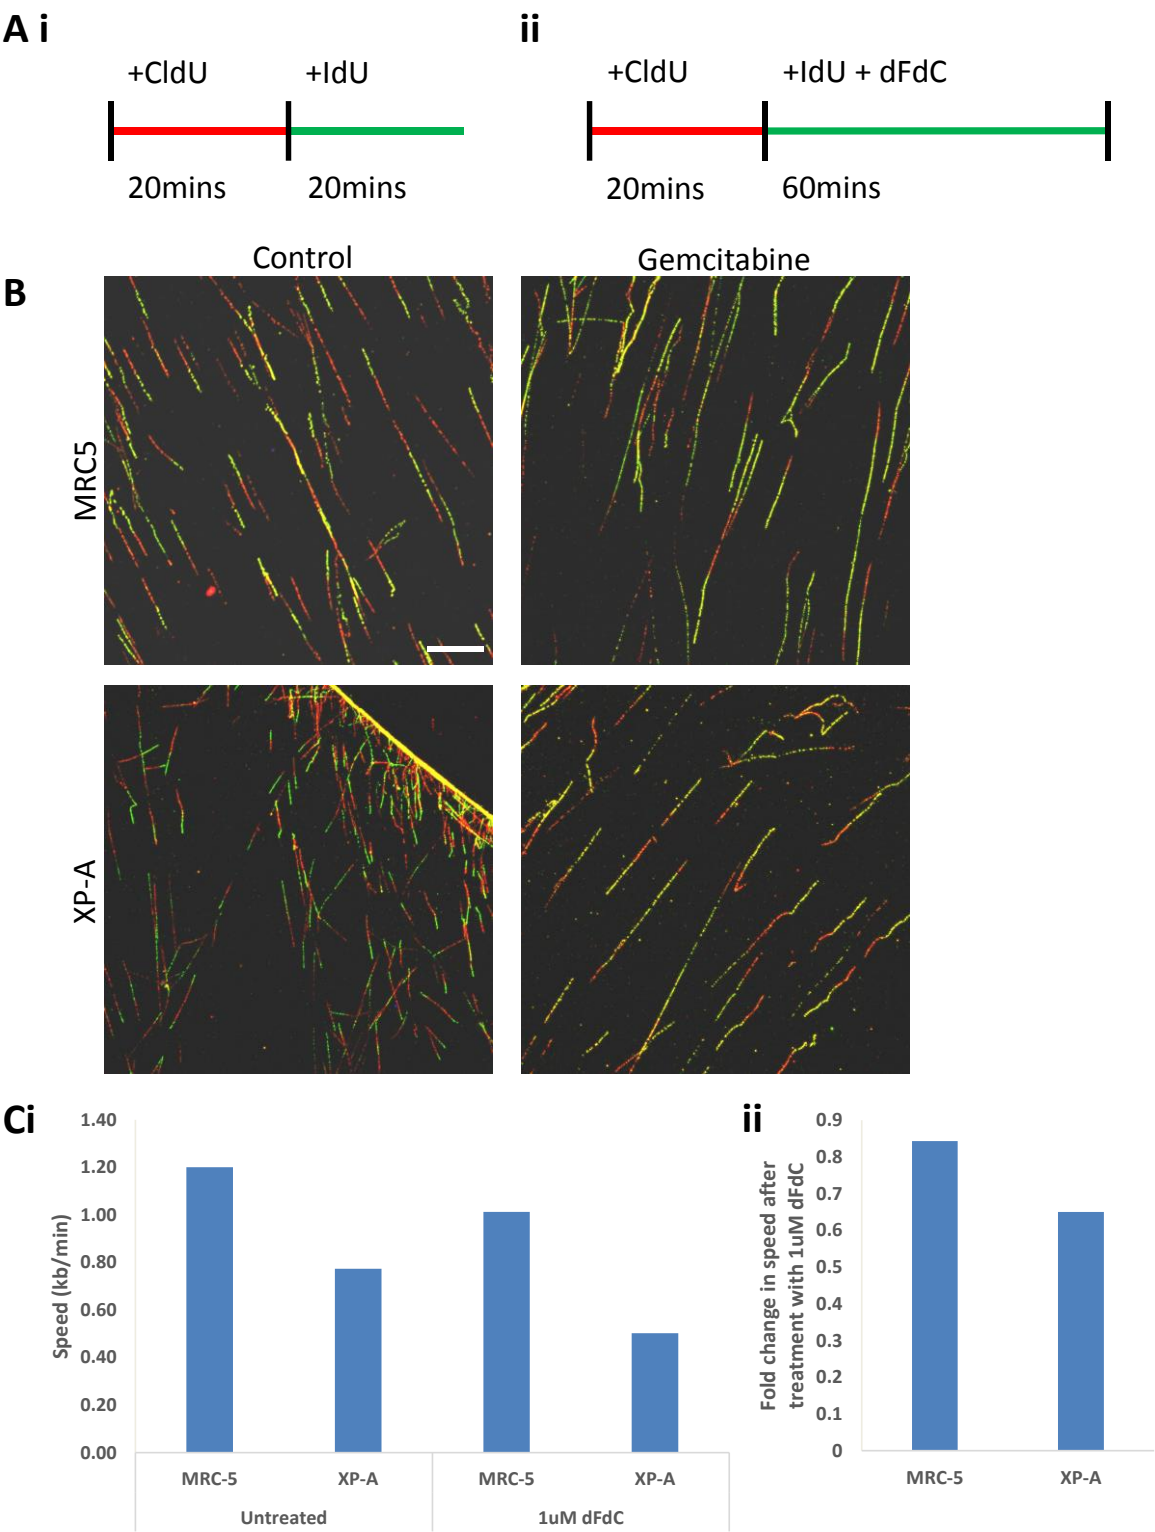 A i
ii
+CldU
+IdU
+CldU
+IdU + dFdC
20mins
20mins
20mins
60mins
B
Control
Gemcitabine
MRC5
XP-A
Ci
1.40
1.20
1.00
0.80
0.60
0.40
0.20
0.00
Speed (kb/min)
MRC-5
XP-A
MRC-5
XP-A
Untreated
1uM dFdC
ii
0.9
0.8
0.7
0.6
0.5
0.4
0.3
0.2
0.1
0
Fold change in speed after
treatment with 1uM dFdC
MRC-5
XP-A